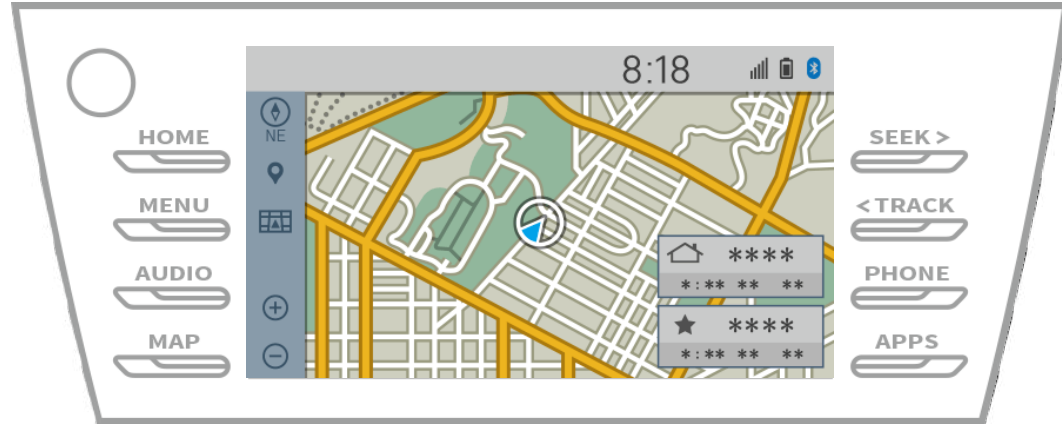 8:18
NE
HOME
MENU
AUDIO
MAP
SEEK >
< TRACK
PHONE
APPS
****
*:** ** **
****
*:** ** **